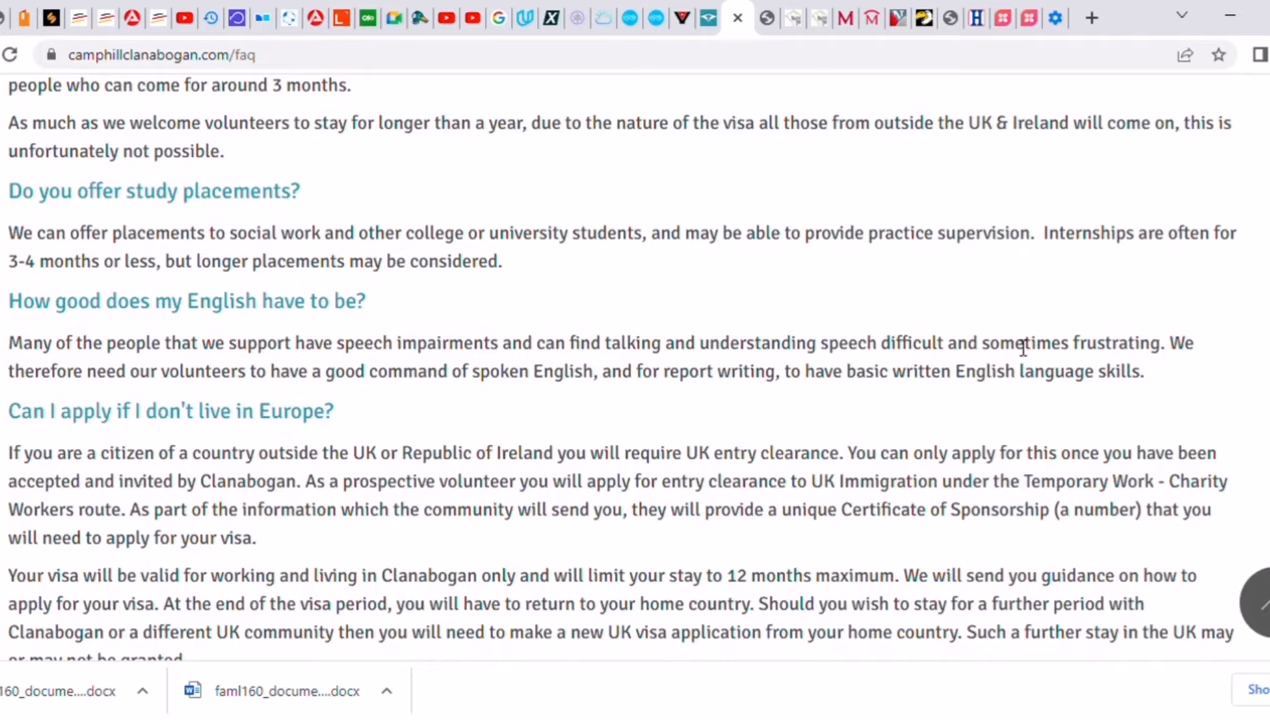 camphillclanabogan.com/faq
people who can come for around 3 months.
As much as we welcome volunteers to stay for longer than a year, due to the nature of the visa all those from outside the UK & Ireland will come on, this is
unfortunately not possible.
Do you offer study placements?
We can offer placements to social work and other college or university students, and may be able to provide practice supervision.  Internships are often for
3-4 months or less, but longer placements may be considered.
How good does my English have to be?
Many of the people that we support have speech impairments and can find talking and understanding speech difficult and sometimes frustrating. We
therefore need our volunteers to have a good command of spoken English, and for report writing, to have basic written English language skills.
Can I apply if I don't live in Europe?
If you are a citizen of a country outside the UK or Republic of Ireland you will require UK entry clearance. You can only apply for this once you have been
accepted and invited by Clanabogan. As a prospective volunteer you will apply for entry clearance to UK Immigration under the Temporary Work - Charity
Workers route. As part of the information which the community will send you, they will provide a unique Certificate of Sponsorship (a number) that you
will need to apply for your visa.
Your visa will be valid for working and living in Clanabogan only and will limit your stay to 12 months maximum. We will send you guidance on how to
apply for your visa. At the end of the visa period, you will have to return to your home country. Should you wish to stay for a further period with
Clanabogan or a different UK community then you will need to make a new UK visa application from your home country. Such a further stay in the UK may
or may not be granted
160_docume....docx faml160_docume....docx Sho